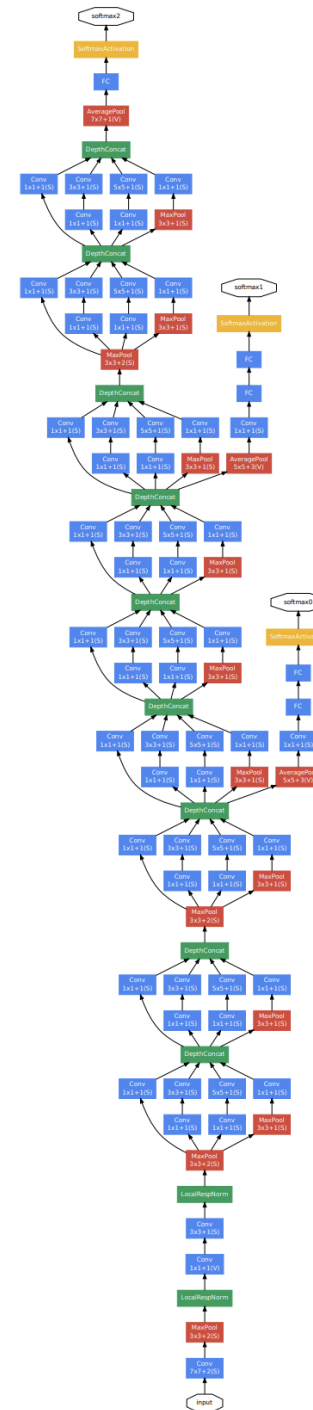 softmax2
SoftmaxActivation
FC
AveragePool
7x7+1(V)
DepthConcat
Conv Conv Conv Conv
1x1+1(S) 3x3+1(S) 5x5+1(S) 1x1+1(S)
Conv Conv MaxPool
1x1+1(S) 1x1+1(S) 3x3+1(S)
DepthConcat
Conv Conv Conv Conv
1x1+1(S) 3x3+1(S) 5x5+1(S) 1x1+1(S)
softmax1
Conv Conv MaxPool
1x1+1(S) 1x1+1(S) 3x3+1(S)
SoftmaxActivation
MaxPool
3x3+2(S)
FC
DepthConcat
FC
Conv Conv Conv Conv Conv
1x1+1(S) 3x3+1(S) 5x5+1(S) 1x1+1(S) 1x1+1(S)
Conv Conv MaxPool AveragePool
1x1+1(S) 1x1+1(S) 3x3+1(S) 5x5+3(V)
DepthConcat
Conv Conv Conv Conv
1x1+1(S) 3x3+1(S) 5x5+1(S) 1x1+1(S)
Conv Conv MaxPool
1x1+1(S) 1x1+1(S) 3x3+1(S)
DepthConcat
softmax0
Conv Conv Conv Conv
1x1+1(S) 3x3+1(S) 5x5+1(S) 1x1+1(S)
SoftmaxActiva
Conv Conv MaxPool
1x1+1(S) 1x1+1(S) 3x3+1(S)
FC
DepthConcat
FC
Conv Conv Conv Conv Conv
1x1+1(S) 3x3+1(S) 5x5+1(S) 1x1+1(S) 1x1+1(S)
Conv Conv MaxPool AveragePoo
1x1+1(S) 1x1+1(S) 3x3+1(S) 5x5+3(V)
DepthConcat
Conv Conv Conv Conv
1x1+1(S) 3x3+1(S) 5x5+1(S) 1x1+1(S)
Conv Conv MaxPool
1x1+1(S) 1x1+1(S) 3x3+1(S)
MaxPool
3x3+2(S)
DepthConcat
Conv Conv Conv Conv
1x1+1(S) 3x3+1(S) 5x5+1(S) 1x1+1(S)
Conv Conv MaxPool
1x1+1(S) 1x1+1(S) 3x3+1(S)
DepthConcat
Conv Conv Conv Conv
1x1+1(S) 3x3+1(S) 5x5+1(S) 1x1+1(S)
Conv Conv MaxPool
1x1+1(S) 1x1+1(S) 3x3+1(S)
MaxPool
3x3+2(S)
LocalRespNorm
Conv
3x3+1(S)
Conv
1x1+1(V)
LocalRespNorm
MaxPool
3x3+2(S)
Conv
7x7+2(S)
input